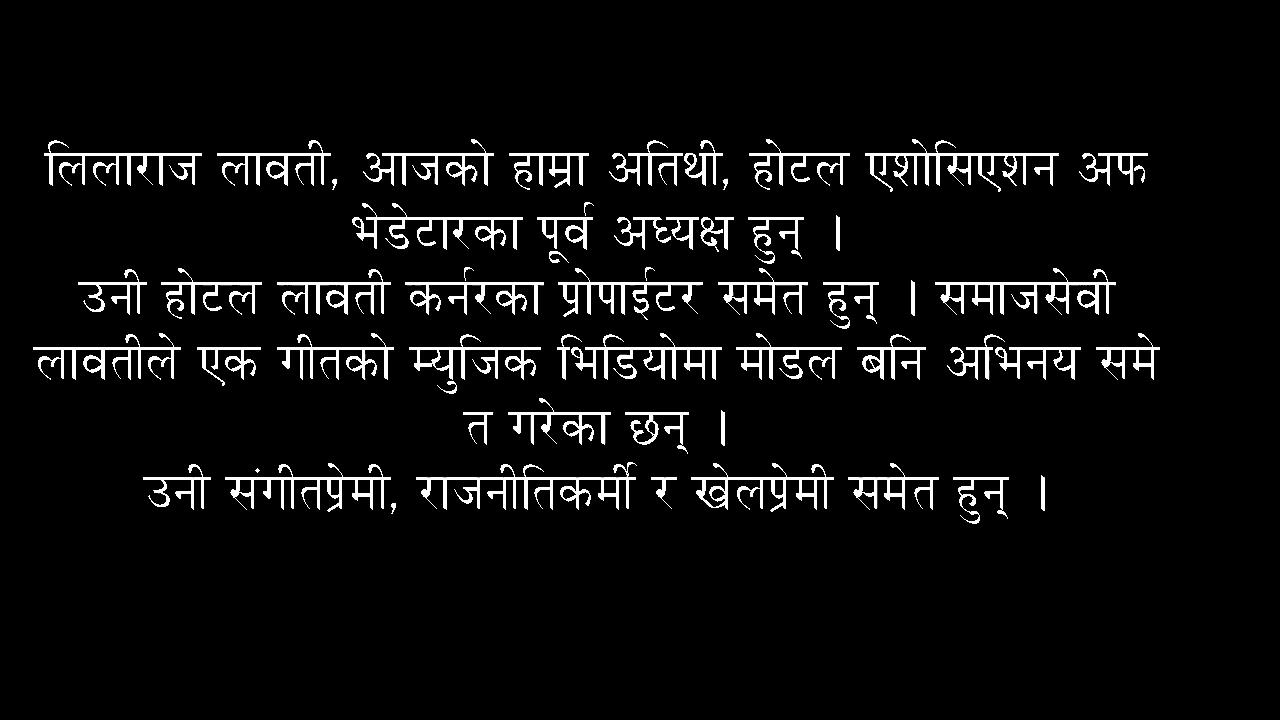 लिलाराज लावती, आजको हाम्रा अतिथी, होटल एशोसिएशन अफ
भेडेटारका पूर्व अध्यक्ष हुन् ।
उनी होटल लावती कर्नरका प्रोपाईटर समेत हुन् । समाजसेवी
लावतीले एक गीतको म्युजिक भिडियोमा मोडल बनि अभिनय समे
त गरेका छन् ।
उनी संगीतप्रेमी, राजनीतिकर्मी र खेलप्रेमी समेत हुन् ।